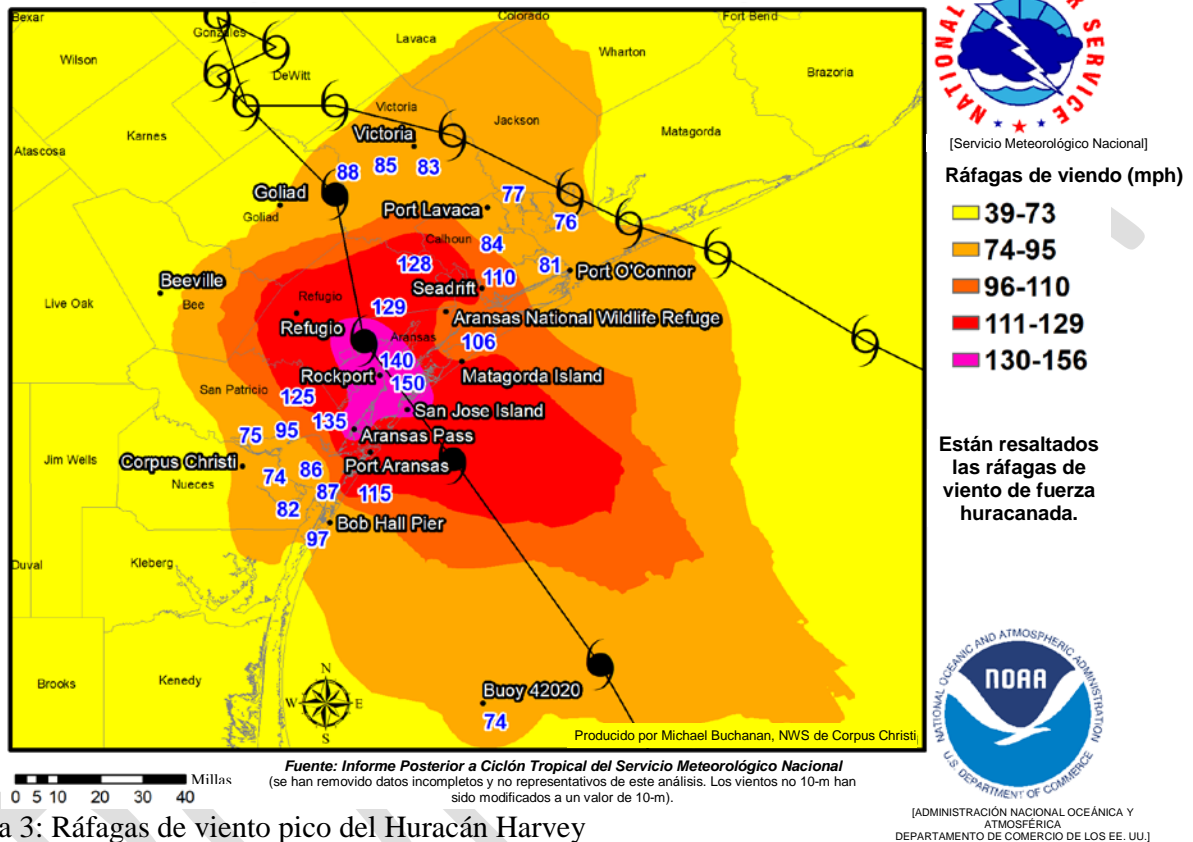 Bexar
Gonzales
Lavaca
Colorado
Fort Bend
Wilson
DeWitt
Wharton
Brazoria
Victoria
Jackson
Matagorda
Karnes
Victoria
Atascosa
88
85
83
Goliad
Goliad
77
Port Lavaca
76
Calhoun
84
128
81
Port O'Connor
Beeville
Bee
110
Seadrift
Live Oak
Refugio
129
Aransas National Wildlife Refuge
Refugio
Aransas
106
140
Rockport
150
Matagorda Island
San Patricio
125
San Jose Island
75
95
135
Aransas Pass
Jim Wells
Corpus Christi
86
Port Aransas
Nueces
74
87
115
82
Bob Hall Pier
97
Duval
Kleberg
Brooks
Kenedy
N
W
E
S
Buoy 42020
74
Producido por Michael Buchanan, NWS de Corpus Christi
NATIONAL
SERVICE
[Servicio Meteorológico Nacional]
Ráfagas de viendo (mph)
39-73
74-95
96-110
111-129
130-156
Están resaltados
las ráfagas de
viento de fuerza
huracanada.
NATIONAL OCEANIC AND ATMOSPHERIC ADMINISTRATION
NOAA
U.S. DEPARTMENT OF COMMERCE
[ADMINISTRACIÓN NACIONAL OCEÁNICA Y
ATMOSFÉRICA
DEPARTAMENTO DE COMERCIO DE LOS EE. UU.]
Millas
0 5 10 20 30 40
Fuente: Informe Posterior a Ciclón Tropical del Servicio Meteorológico Nacional
(se han removido datos incompletos y no representativos de este análisis. Los vientos no 10-m han
sido modificados a un valor de 10-m).
a 3: Ráfagas de viento pico del Huracán Harvey